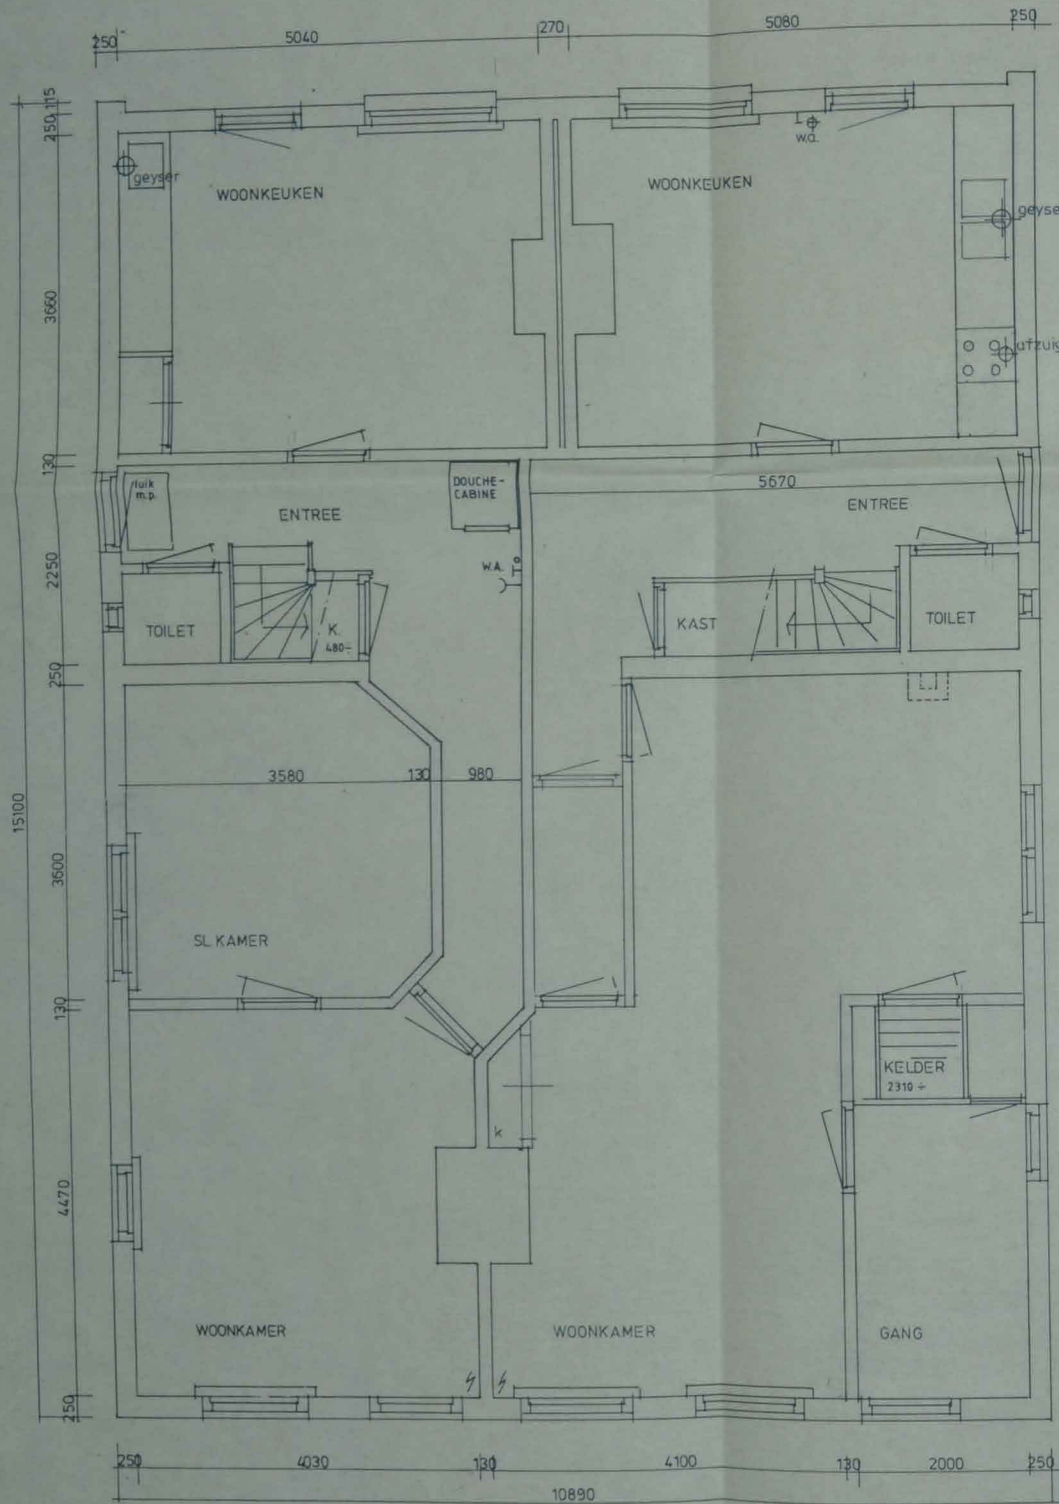 250 5040 270 5080 250
115
250
3660
130
2250
250
3600
130
4470
250
15100
geyser
WOONKEUKEN
WOONKEUKEN
w.a.
geyse
afzuig
luik
m.p.
ENTREE
DOUCHE-
CABINE
5670
ENTREE
W.A.
TOILET
K.
480÷
KAST
TOILET
3580 130 980
SL KAMER
KELDER
2310 ÷
k
WOONKAMER
WOONKAMER
GANG
250 4030 130 4100 130 2000 250
10890